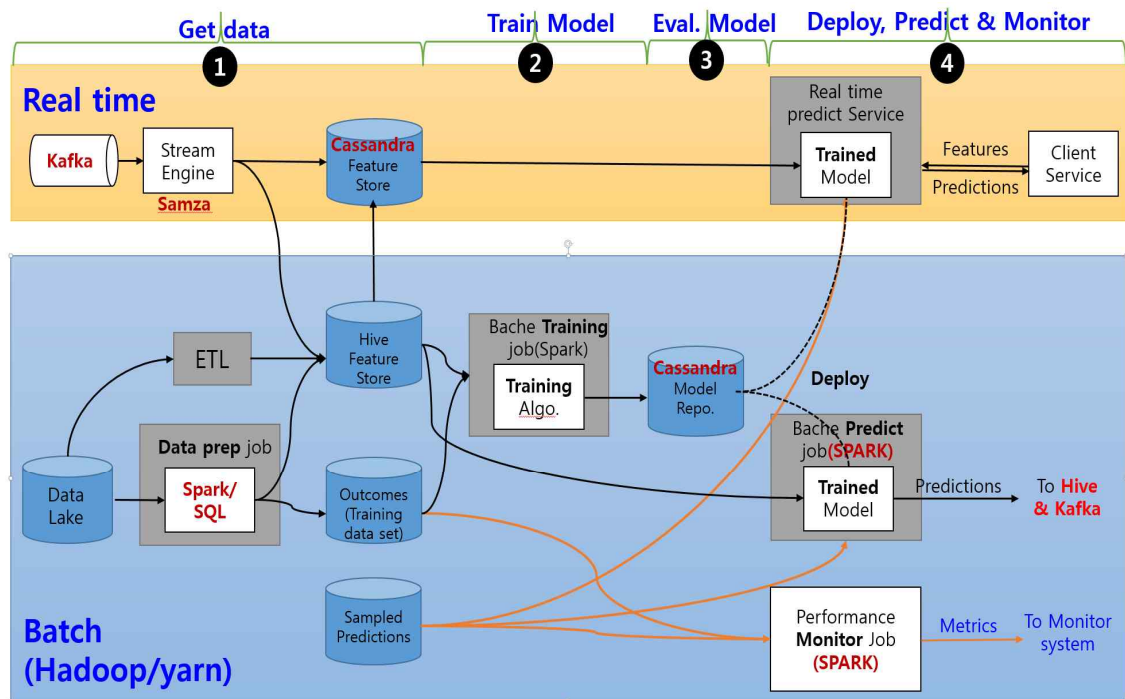 Get data
Train Model
Eval. Model
Deploy, Predict & Monitor
1
2
3
4
Real time
Kafka
Stream
Engine
Samza
Cassandra
Feature
Store
Real time
predict Service
Trained
Model
Features
Predictions
Client
Service
ETL
Hive
Feature
Store
Bache Training
job(Spark)
Training
Algo.
Cassandra
Model
Repo.
Deploy
Data prep job
Spark/
SQL
Data
Lake
Outcomes
(Training
data set)
Bache Predict
job(SPARK)
Trained
Model
Predictions
To Hive
& Kafka
Sampled
Predictions
Performance
Monitor Job
(SPARK)
Metrics
To Monitor
system
Batch
(Hadoop/yarn)